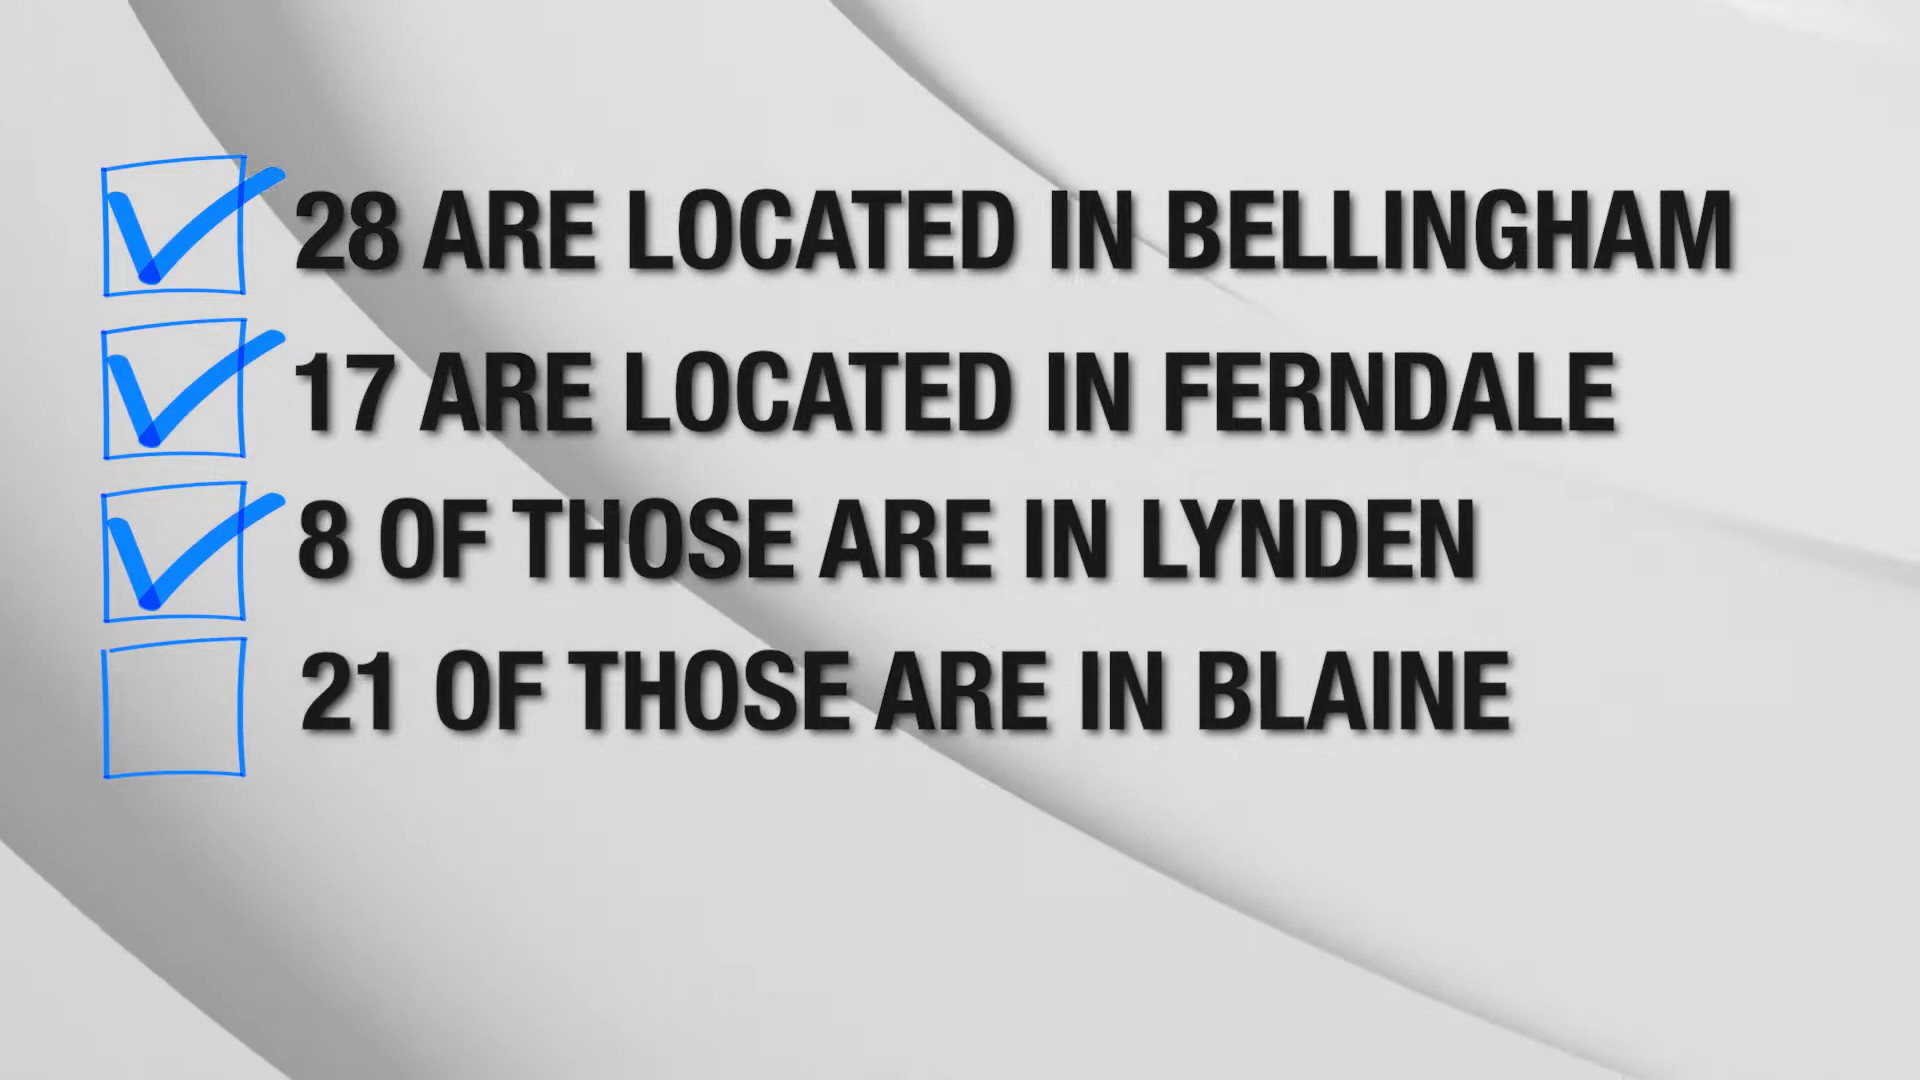 28 ARE LOCATED IN BELLINGHAM
17 ARE LOCATED IN FERNDALE
8 OF THOSE ARE IN LYNDEN
21 OF THOSE ARE IN BLAINE